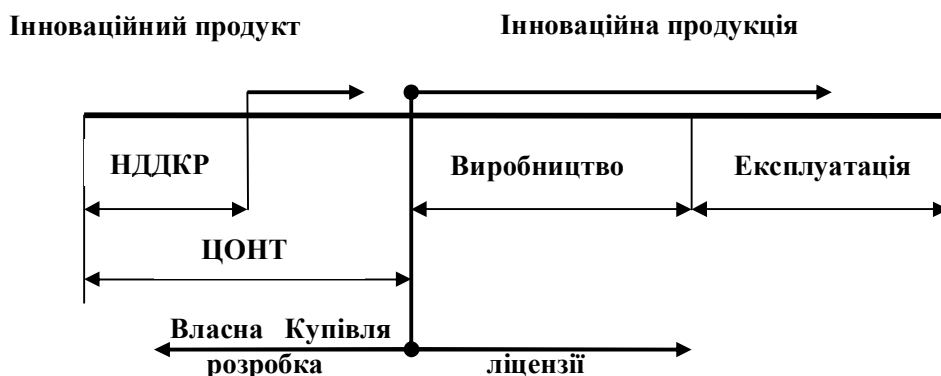 Інноваційний продукт
Інноваційна продукція
НДДКР
Виробництво
Експлуатація
ЦОНТ
Власна Купівля
розробка
ліцензії